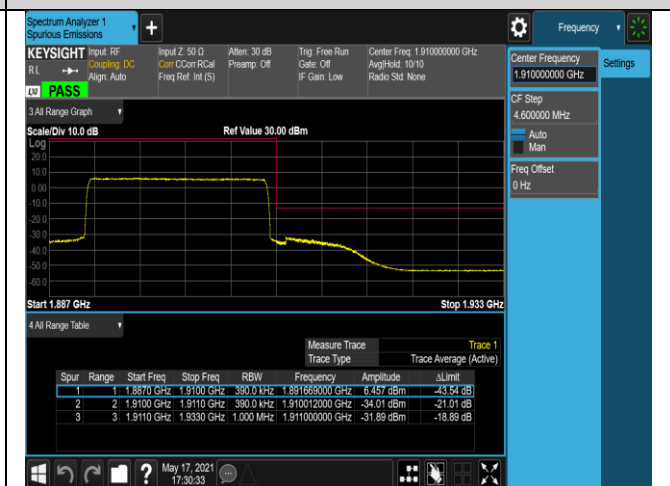 Spectrum Analyzer 1
Spurious Emissions
Frequency
KEYSIGHT
Input: RF
Input Z: 50 Ω
Atten: 30 dB
Trig: Free Run
Center Freq: 1.910000000 GHz
RL
Coupling: DC
Corr CCorr RCal
Preamp: Off
Gate: Off
Avg|Hold: 10/10
Align: Auto
Freq Ref: Int (S)
IF Gain: Low
Radio Std: None
LXI
PASS
3 All Range Graph
Scale/Div 10.0 dB
Ref Value 30.00 dBm
Log
20.0
10.0
0.00
-10.0
-20.0
-30.0
-40.0
-50.0
-60.0
Start 1.887 GHz
Stop 1.933 GHz
4 All Range Table
Measure Trace Trace 1
Trace Type Trace Average (Active)
Spur Range Start Freq Stop Freq RBW Frequency Amplitude ΔLimit
1 1 1.8870 GHz 1.9100 GHz 390.0 kHz 1.891669000 GHz 6.457 dBm -43.54 dB
2 2 1.9100 GHz 1.9110 GHz 390.0 kHz 1.910012000 GHz -34.01 dBm -21.01 dB
3 3 1.9110 GHz 1.9330 GHz 1.000 MHz 1.911000000 GHz -31.89 dBm -18.89 dB
May 17, 2021
17:30:33
Center Frequency
1.910000000 GHz
Settings
CF Step
4.600000 MHz
Auto
Man
Freq Offset
0 Hz